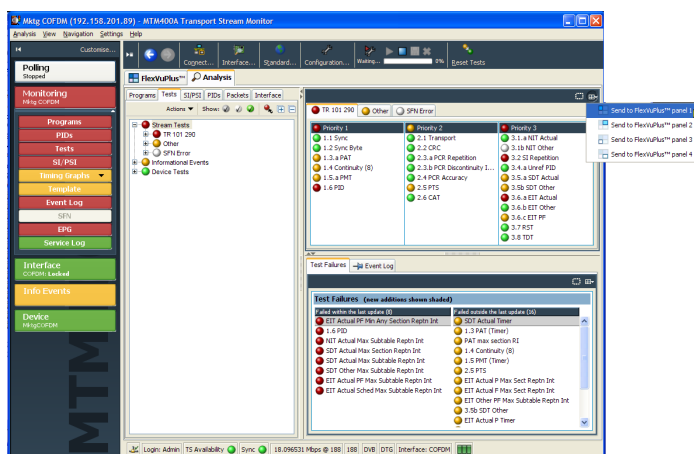 Mktg COFDM (192.158.201.89) - MTM400A Transport Stream Monitor
Analysis View Navigation Settings Help
Customise...
Connect... Interface... Standard... Configuration... Waiting... 0% Reset Tests
Polling
Stopped
FlexVuPlus™ Analysis
Monitoring
Mktg COFDM
Programs
PIDs
Tests
SI/PSI
Timing Graphs
Template
Event Log
SFN
EPG
Service Log
Interface
COFDM: Locked
Info Events
Device
MktgCOFDM
MTM
Programs Tests SI/PSI PIDs Packets Interface
Actions Show:
Stream Tests
TR 101 290
Other
SFN Error
Informational Events
Device Tests
TR 101 290 Other SFN Error
Priority 1
1.1 Sync
1.2 Sync Byte
1.3.a PAT
1.4 Continuity (8)
1.5.a PMT
1.6 PID
Priority 2
2.1 Transport
2.2 CRC
2.3.a PCR Repetition
2.3.b PCR Discontinuity I...
2.4 PCR Accuracy
2.5 PTS
2.6 CAT
Priority 3
3.1.a NIT Actual
3.1b NIT Other
3.2 SI Repetition
3.4.a Unref PID
3.5.a SDT Actual
3.5b SDT Other
3.6.a EIT Actual
3.6.b EIT Other
3.6.c EIT PF
3.7 RST
3.8 TDT
Send to FlexVuPlus™ panel 1
Send to FlexVuPlus™ panel 2
Send to FlexVuPlus™ panel 3
Send to FlexVuPlus™ panel 4
Test Failures Event Log
Test Failures (new additions shown shaded)
Failed within the last update (8)
EIT Actual PF Min Any Section Reptn Int
1.6 PID
NIT Actual Max Subtable Reptn Int
SDT Actual Max Section Reptn Int
SDT Actual Max Subtable Reptn Int
SDT Other Max Subtable Reptn Int
EIT Actual PF Max Subtable Reptn Int
EIT Actual Sched Max Subtable Reptn Int
Failed outside the last update (16)
SDT Actual Timer
1.3 PAT (Timer)
PAT max section RI
1.4 Continuity (8)
1.5 PMT (Timer)
2.5 PTS
EIT Actual P Max Sect Reptn Int
EIT Actual F Max Sect Reptn Int
EIT Other PF Max Subtable Reptn Int
3.5b SDT Other
EIT Actual P Timer
Login: Admin TS Availability Sync 18.096531 Mbps @ 188 188 DVB DTG Interface: COFDM